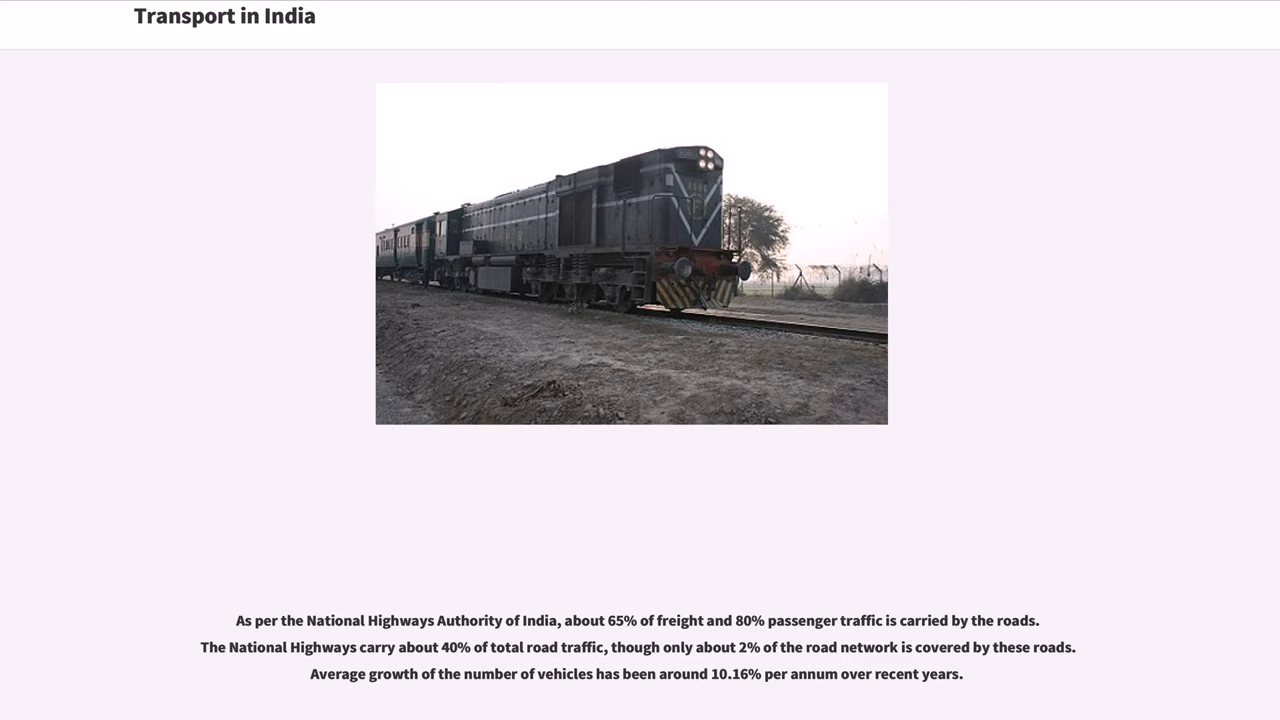 Transport in India
As per the National Highways Authority of India, about 65% of freight and 80% passenger traffic is carried by the roads.
The National Highways carry about 40% of total road traffic, though only about 2% of the road network is covered by these roads.
Average growth of the number of vehicles has been around 10.16% per annum over recent years.